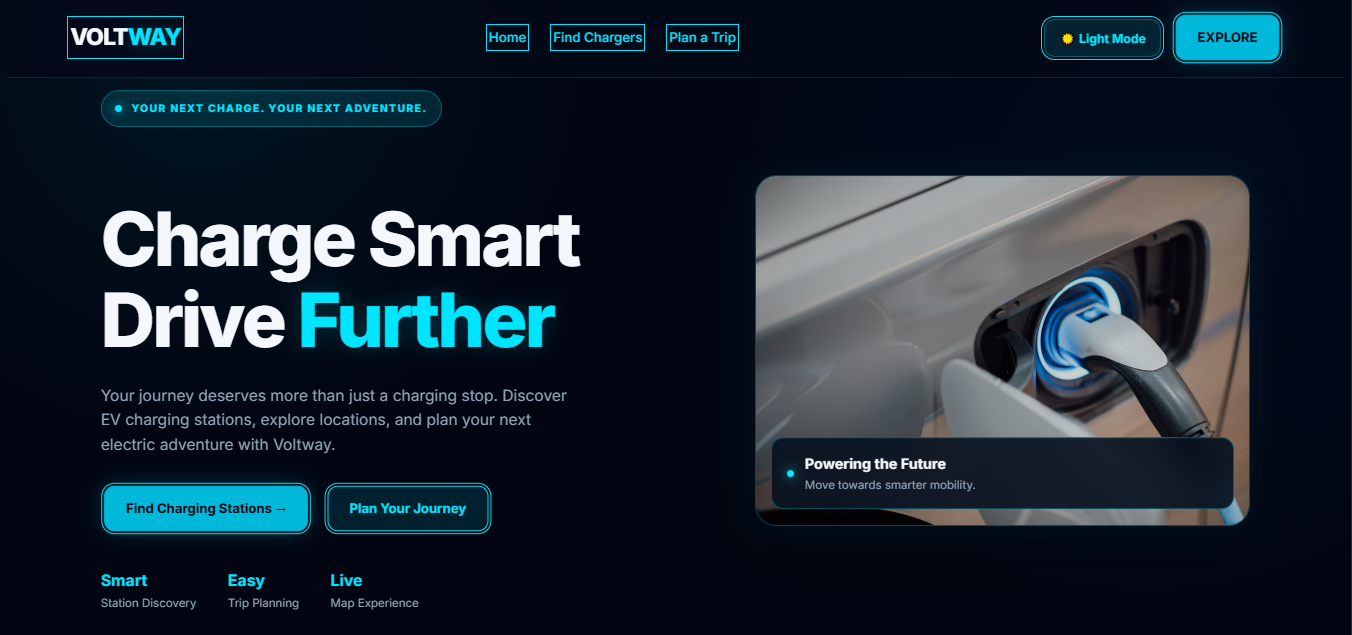 VOLTWAY
Home
Find Chargers
Plan a Trip
Light Mode
EXPLORE
YOUR NEXT CHARGE. YOUR NEXT ADVENTURE.
Charge Smart
Drive Further
Your journey deserves more than just a charging stop. Discover
EV charging stations, explore locations, and plan your next
electric adventure with Voltway.
Find Charging Stations →
Plan Your Journey
Smart
Station Discovery
Easy
Trip Planning
Live
Map Experience
Powering the Future
Move towards smarter mobility.